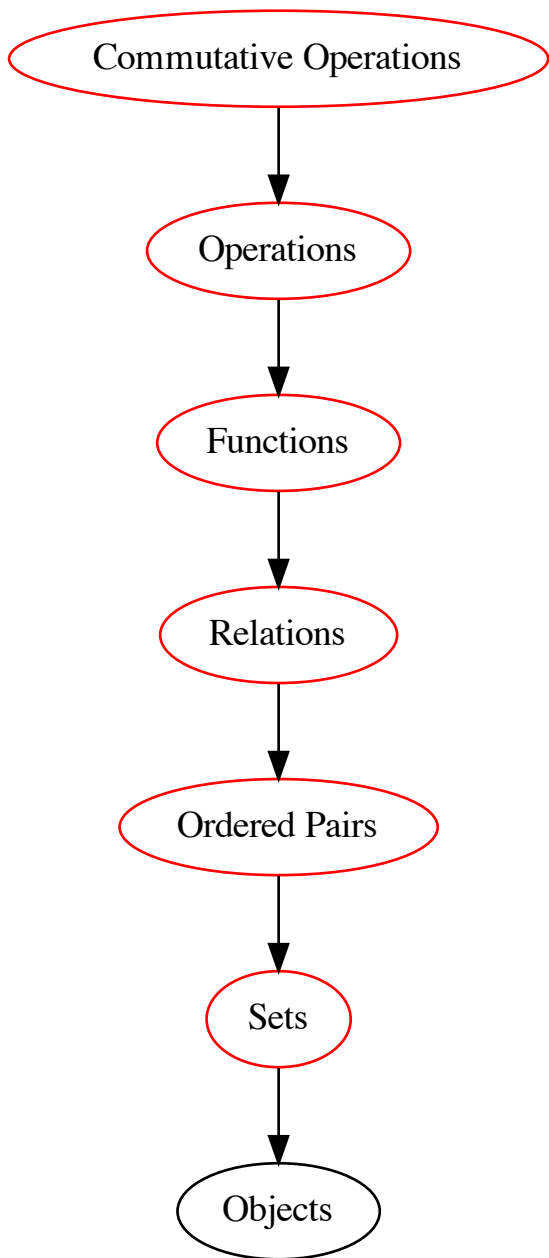 Commutative Operations
Operations
Functions
Relations
Ordered Pairs
Sets
Objects